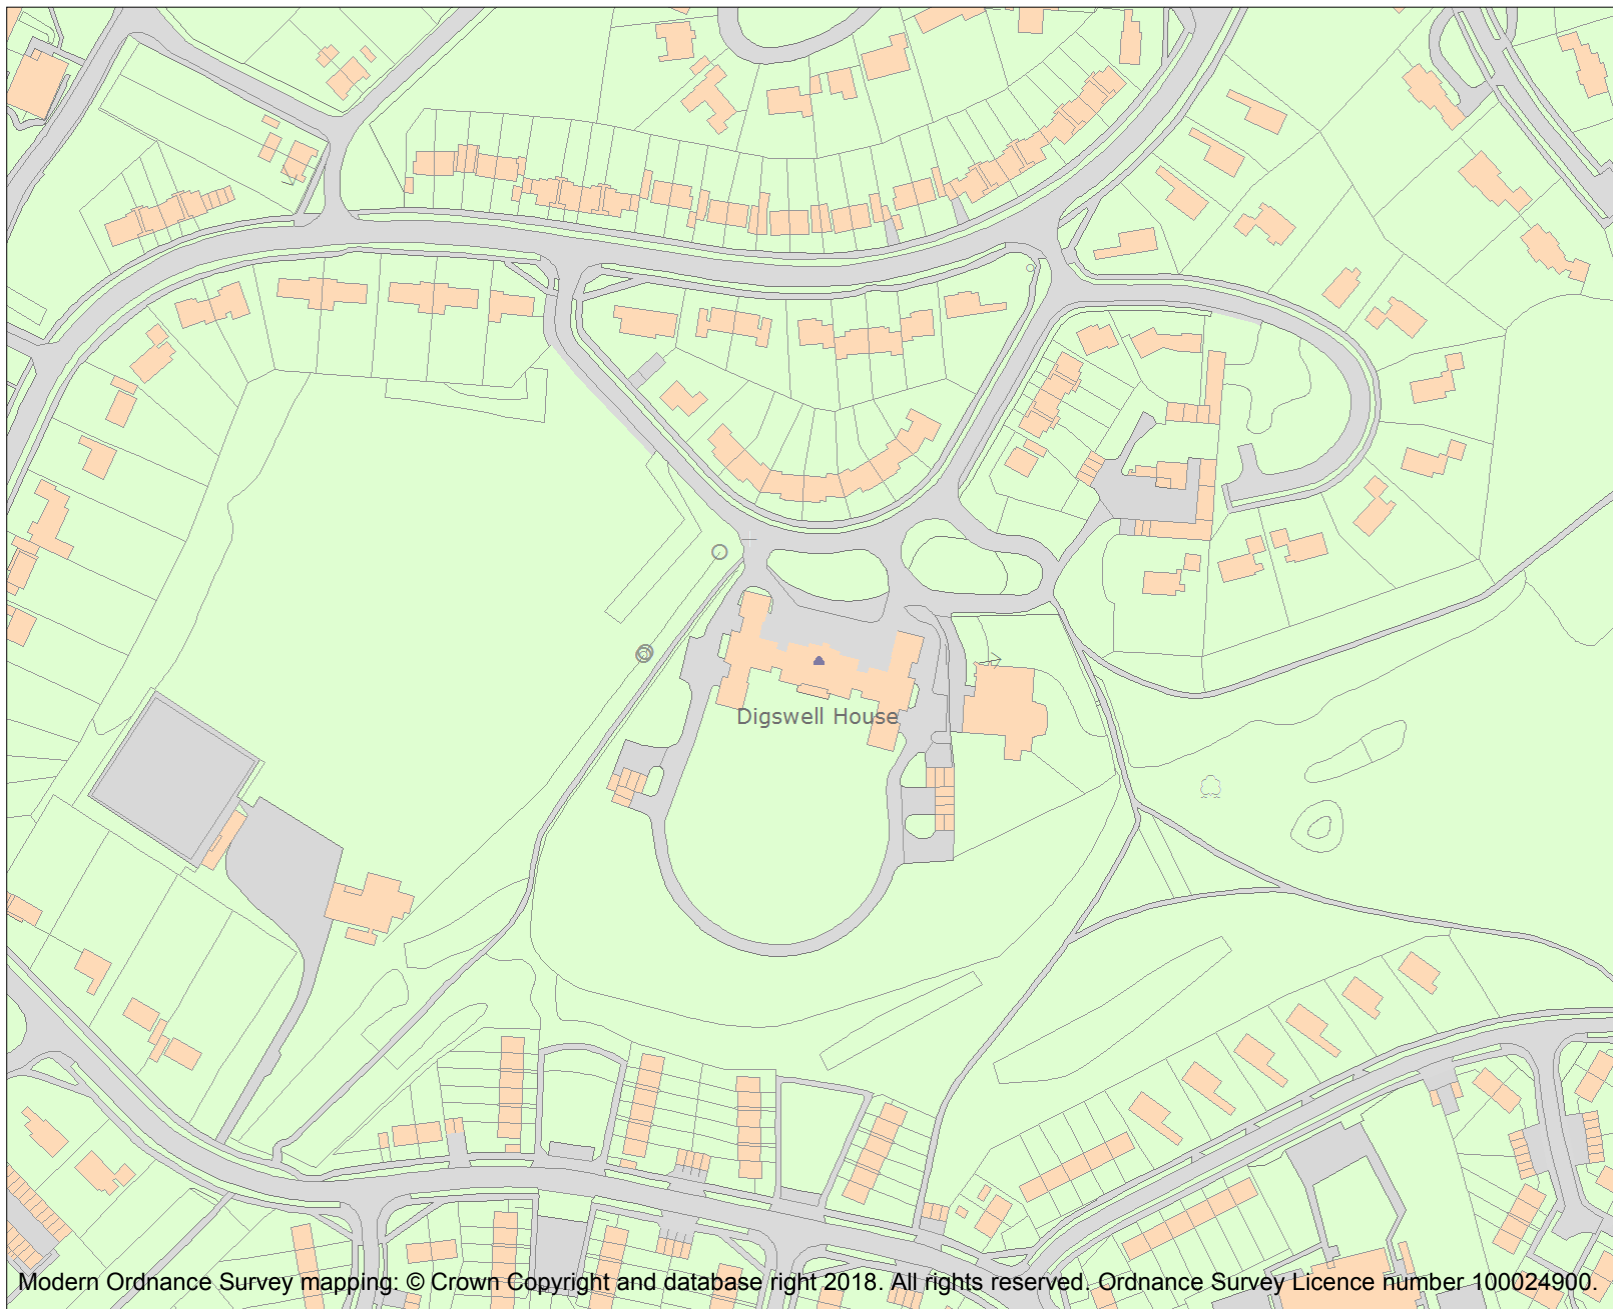 Digswell House
Modern Ordnance Survey mapping: © Crown Copyright and database right 2018. All rights reserved. Ordnance Survey Licence number 100024900.